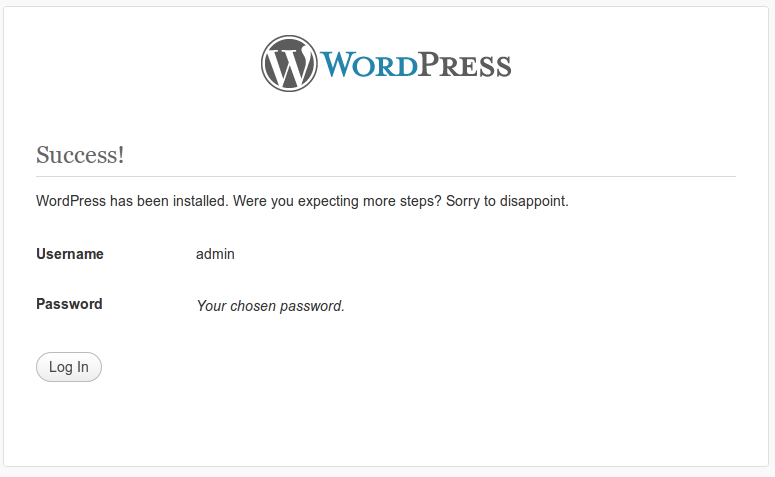 WORDPRESS
Success!
WordPress has been installed. Were you expecting more steps? Sorry to disappoint.
Username admin
Password Your chosen password.
Log In